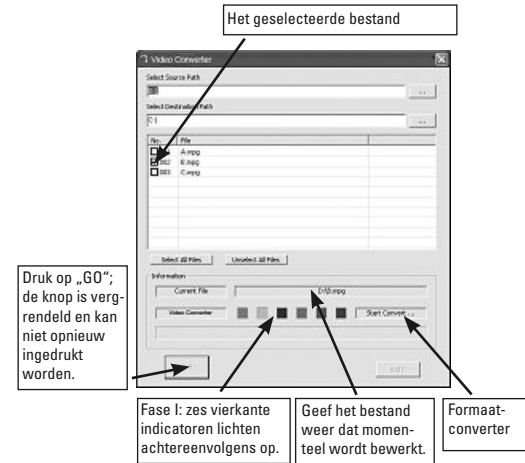 Het geselecteerde bestand
Video Converter
Select Source Path
Select Destination Path
C:\
No. File
A.mpg
002 B.mpg
003 C.mpg
Select All Files Unselect All Files
Information
Current File D:\B.mpg
Video Converter Start Convert...
Exit
Druk op „GO“;
de knop is ver-
grendeld en kan
niet opnieuw
ingedrukt
worden.
Fase I: zes vierkante
indicatoren lichten
achtereenvolgens op.
Geef het bestand
weer dat momen-
teel wordt bewerkt.
Formaat-
converter